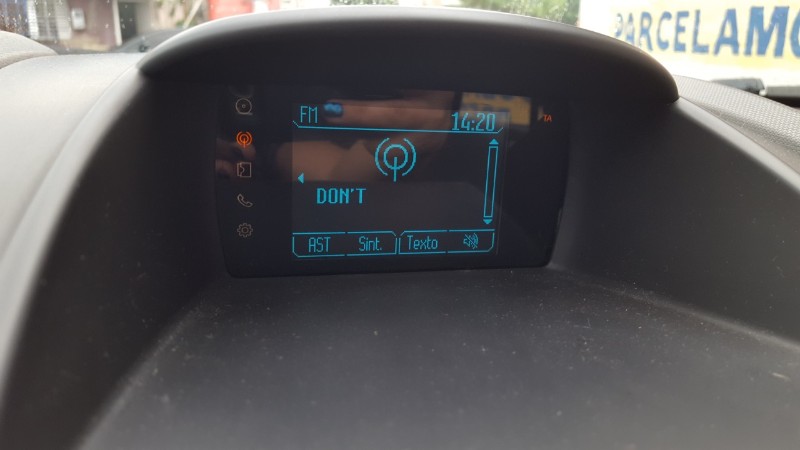 PARCELAMO
FM
14:20
TA
DON'T
AST Sint. Texto